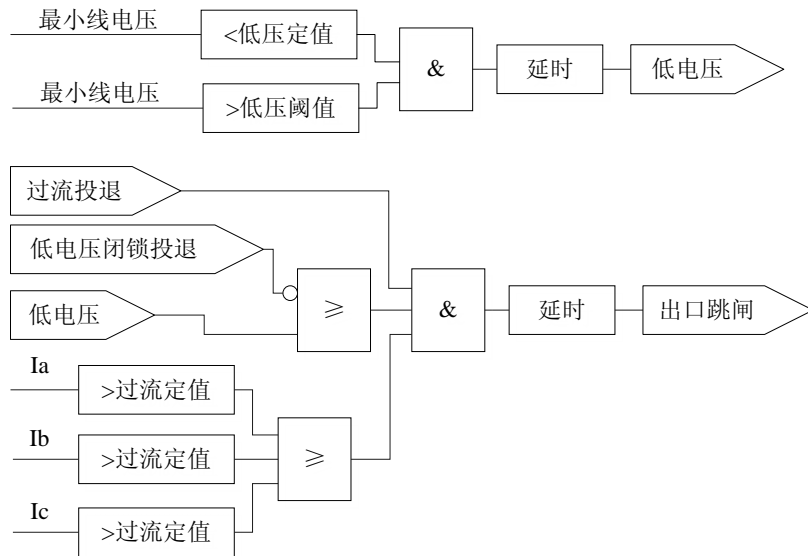 最小线电压
<低压定值
&
延时
低电压
最小线电压
>低压阈值
过流投退
低电压闭锁投退
低电压
≥
&
延时
出口跳闸
Ia
>过流定值
Ib
>过流定值
≥
Ic
>过流定值